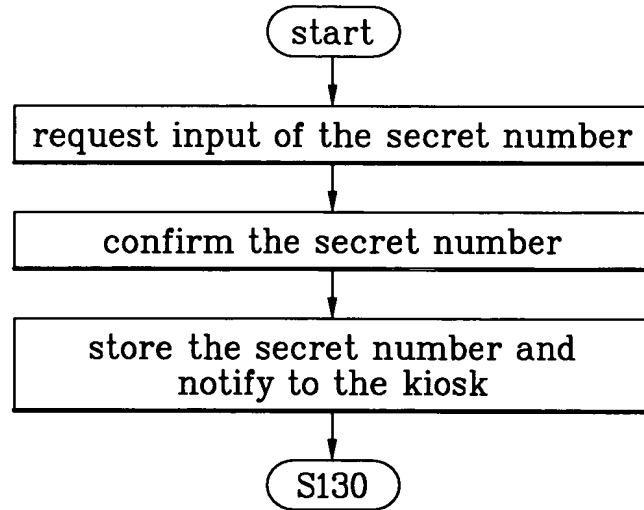 start
request input of the secret number
confirm the secret number
store the secret number and
notify to the kiosk
S130